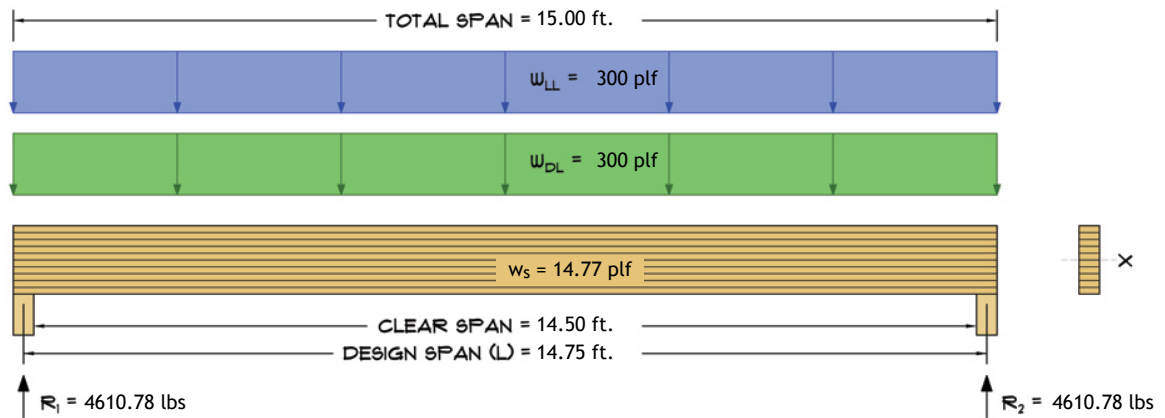 TOTAL SPAN = 15.00 ft.
WLL = 300 plf
WDL = 300 plf
ws = 14.77 plf
X
CLEAR SPAN = 14.50 ft.
DESIGN SPAN (L) = 14.75 ft.
R1 = 4610.78 lbs
R2 = 4610.78 lbs